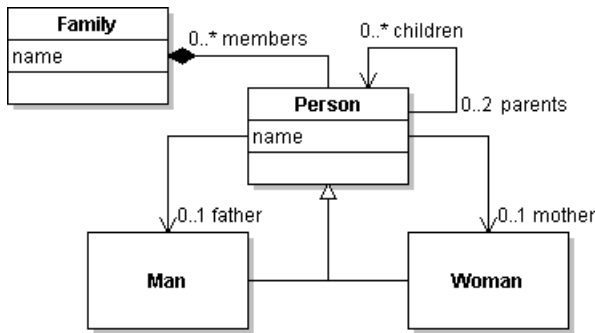 Family
name
0..* members
0..* children
Person
name
0..2 parents
0..1 father
0..1 mother
Man
Woman